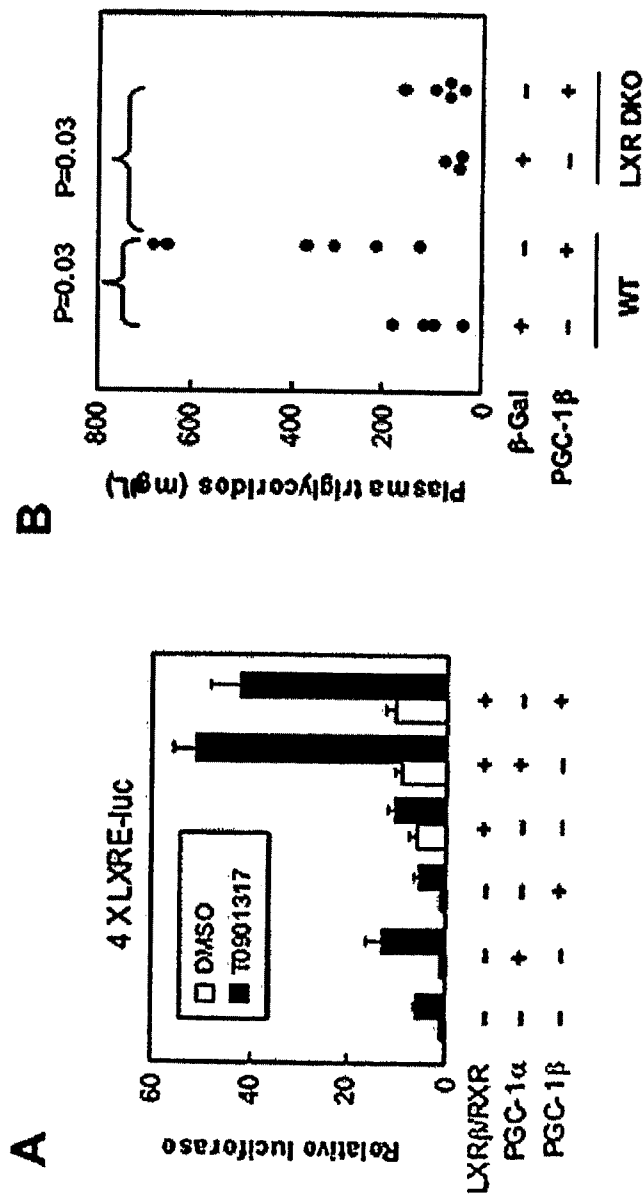 A
4 X LXRE-luc
DMSO
T0901317
Relative luciferase
60
40
20
0
LXRβ/RXR - - - + + +
PGC-1α - + - - + -
PGC-1β - - + - - +
B
P=0.03
P=0.03
Plasma triglycerides (mg/L)
800
600
400
200
0
β-Gal + - + -
PGC-1β - + - +
WT
LXR DKO